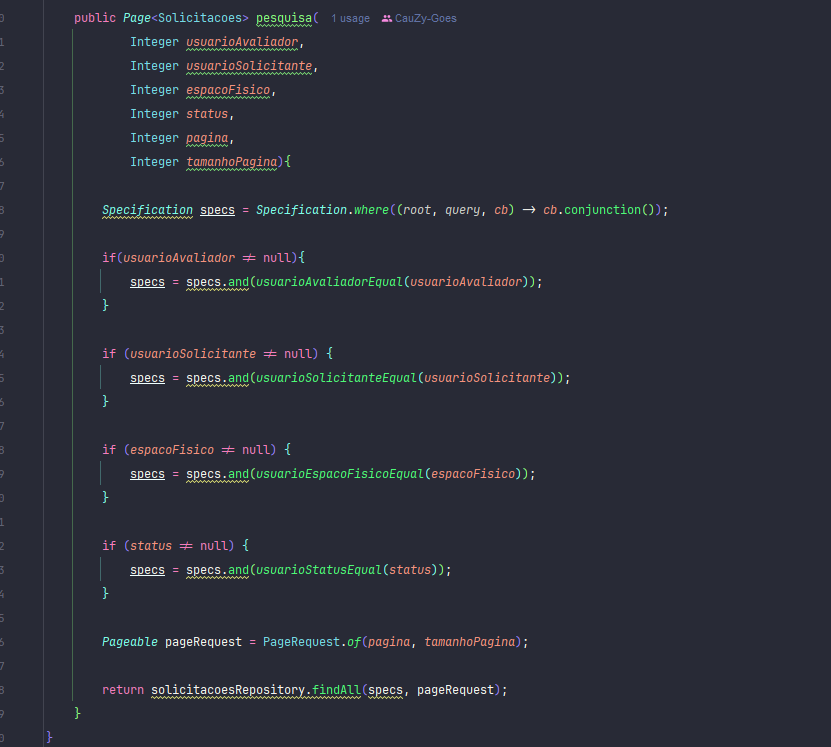 public Page<Solicitacoes> pesquisa( 1 usage CauZy-Goes
Integer usuarioAvaliador,
Integer usuarioSolicitante,
Integer espacoFisico,
Integer status,
Integer pagina,
Integer tamanhoPagina){
Specification specs = Specification.where((root, query, cb) -> cb.conjunction());
if(usuarioAvaliador != null){
specs = specs.and(usuarioAvaliadorEqual(usuarioAvaliador));
}
if (usuarioSolicitante != null) {
specs = specs.and(usuarioSolicitanteEqual(usuarioSolicitante));
}
if (espacoFisico != null) {
specs = specs.and(usuarioEspacoFisicoEqual(espacoFisico));
}
if (status != null) {
specs = specs.and(usuarioStatusEqual(status));
}
Pageable pageRequest = PageRequest.of(pagina, tamanhoPagina);
return solicitacoesRepository.findAll(specs, pageRequest);
}
}